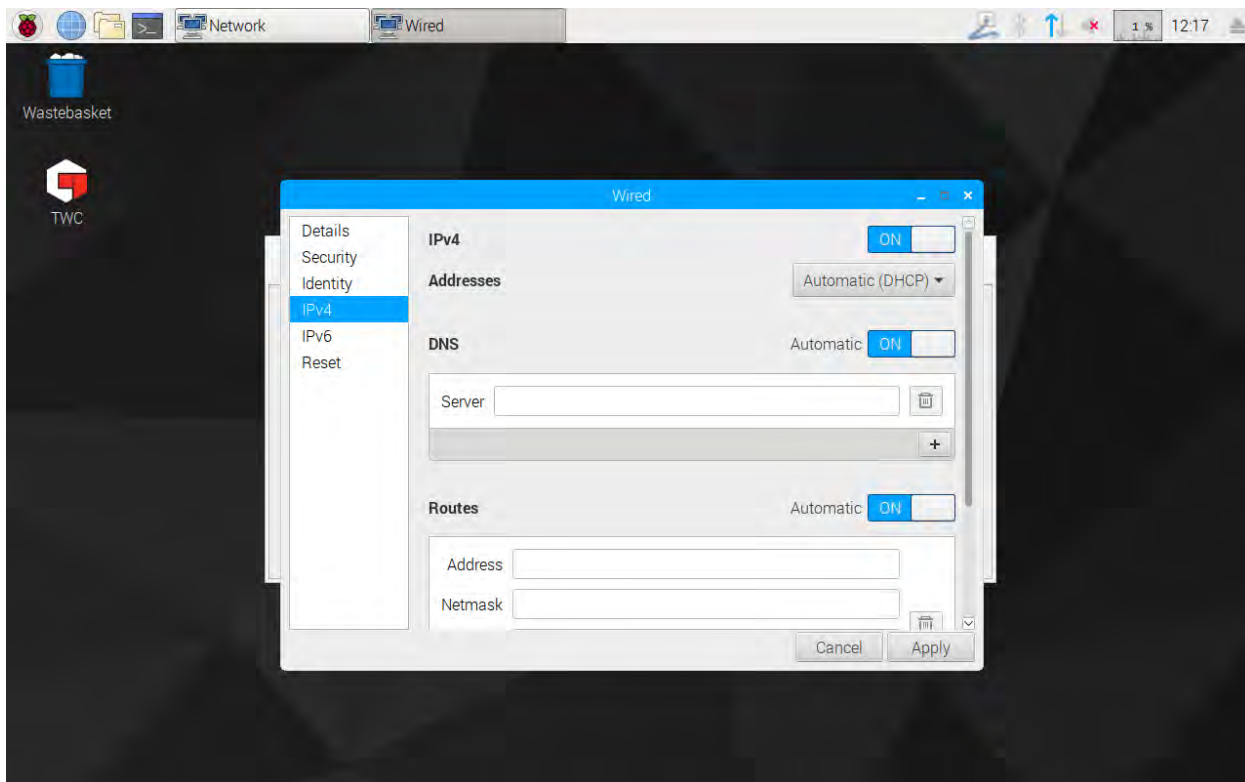 Network
Wired
1 %
12:17
Wastebasket
TWC
Wired
Details
Security
Identity
IPv4
IPv6
Reset
IPv4
ON
Addresses
Automatic (DHCP)
DNS
Automatic ON
Server
+
Routes
Automatic ON
Address
Netmask
Cancel
Apply